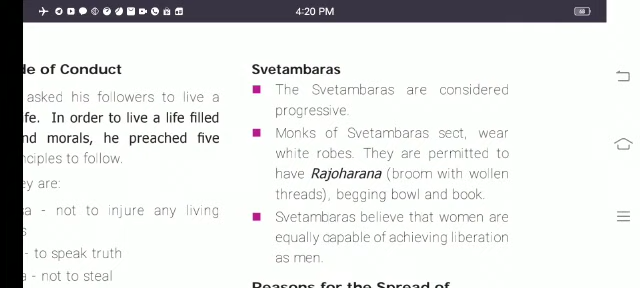 4:20 PM
de of Conduct
asked his followers to live a
fe. In order to live a life filled
nd morals, he preached five
nciples to follow.
ey are:
a - not to injure any living
s
- to speak truth
a - not to steal
Svetambaras
The Svetambaras are considered
progressive.
Monks of Svetambaras sect, wear
white robes. They are permitted to
have Rajoharana (broom with wollen
threads), begging bowl and book.
Svetambaras believe that women are
equally capable of achieving liberation
as men.
Reasons for the Spread of